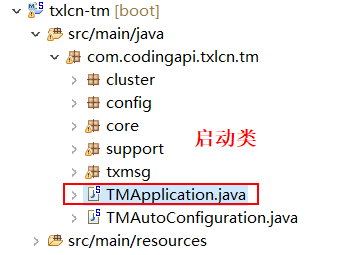 txlcn-tm [boot]
src/main/java
com.codingapi.txlcn.tm
cluster
config
core
support
启动类
txmsg
TMApplication.java
TMAutoConfiguration.java
src/main/resources